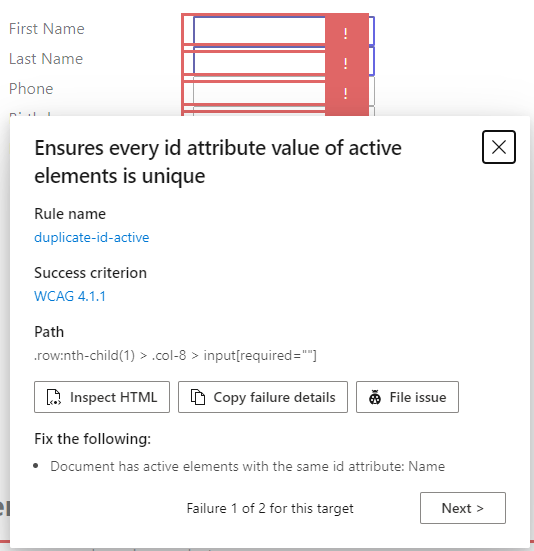 First Name
!
Last Name
!
Phone
!
Ensures every id attribute value of active
elements is unique
Rule name
duplicate-id-active
Success criterion
WCAG 4.1.1
Path
.row:nth-child(1) > .col-8 > input[required=""]
Inspect HTML
Copy failure details
File issue
Fix the following:
Document has active elements with the same id attribute: Name
Failure 1 of 2 for this target
Next >